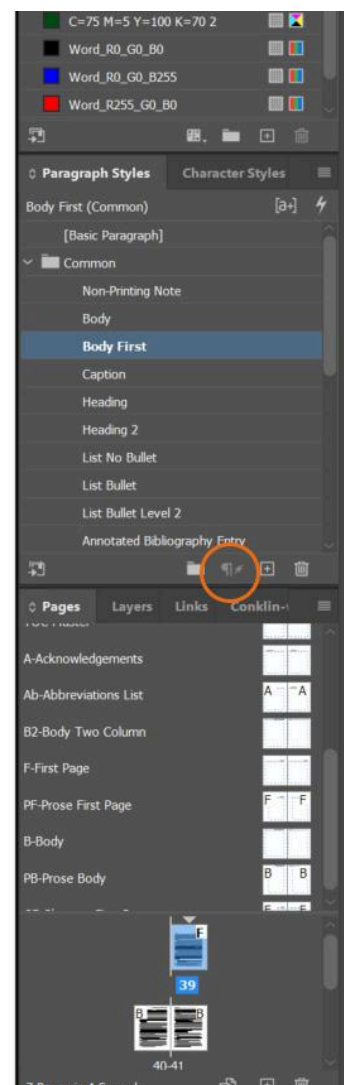 C=75 M=5 Y=100 K=70 2
Word_R0_G0_B0
Word_R0_G0_B255
Word_R255_G0_B0
Paragraph Styles Character Styles
Body First (Common) [a+]
[Basic Paragraph]
Common
Non-Printing Note
Body
Body First
Caption
Heading
Heading 2
List No Bullet
List Bullet
List Bullet Level 2
Annotated Bibliography Entry
Pages Layers Links Conklin-
A-Acknowledgements
Ab-Abbreviations List A A
B2-Body Two Column
F-First Page
PF-Prose First Page F F
B-Body
PB-Prose Body B B
F
39
B B
40-41